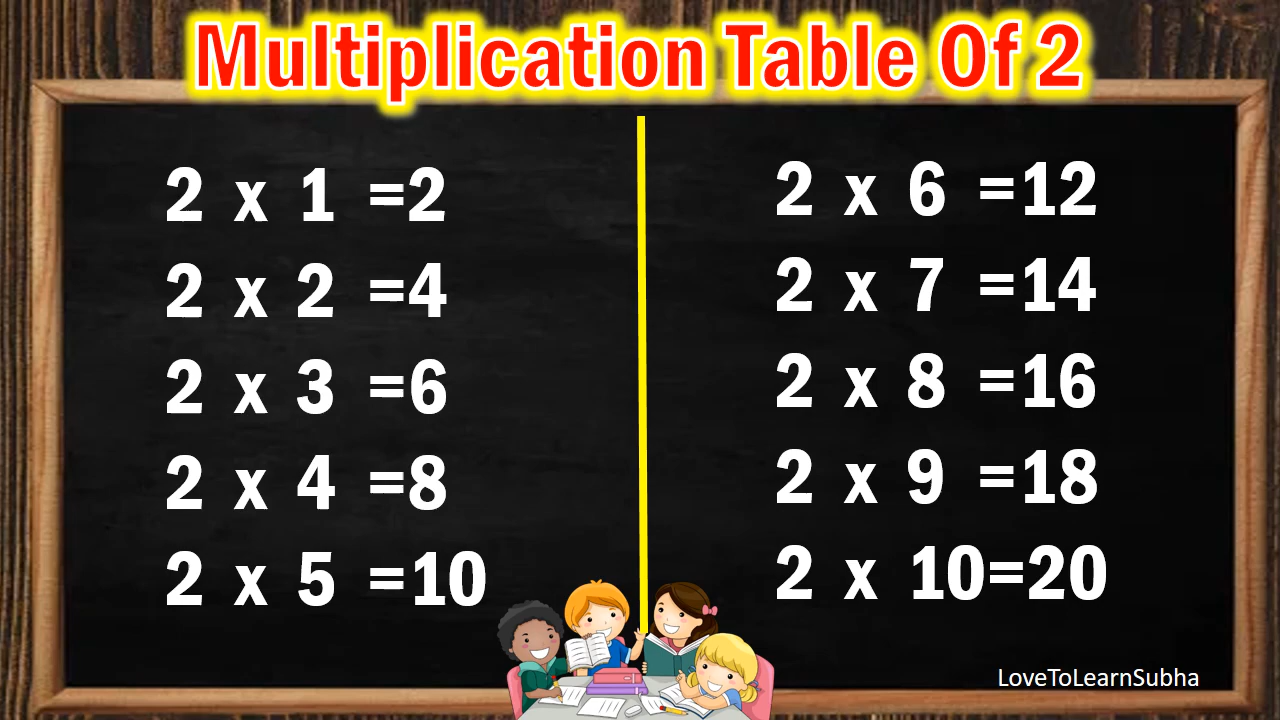 Multiplication Table Of 2
2 x 1 =2
2 x 2 =4
2 x 3 =6
2 x 4 =8
2 x 5 =10
2 x 6 =12
2 x 7 =14
2 x 8 =16
2 x 9 =18
2 x 10=20
LoveToLearnSubha